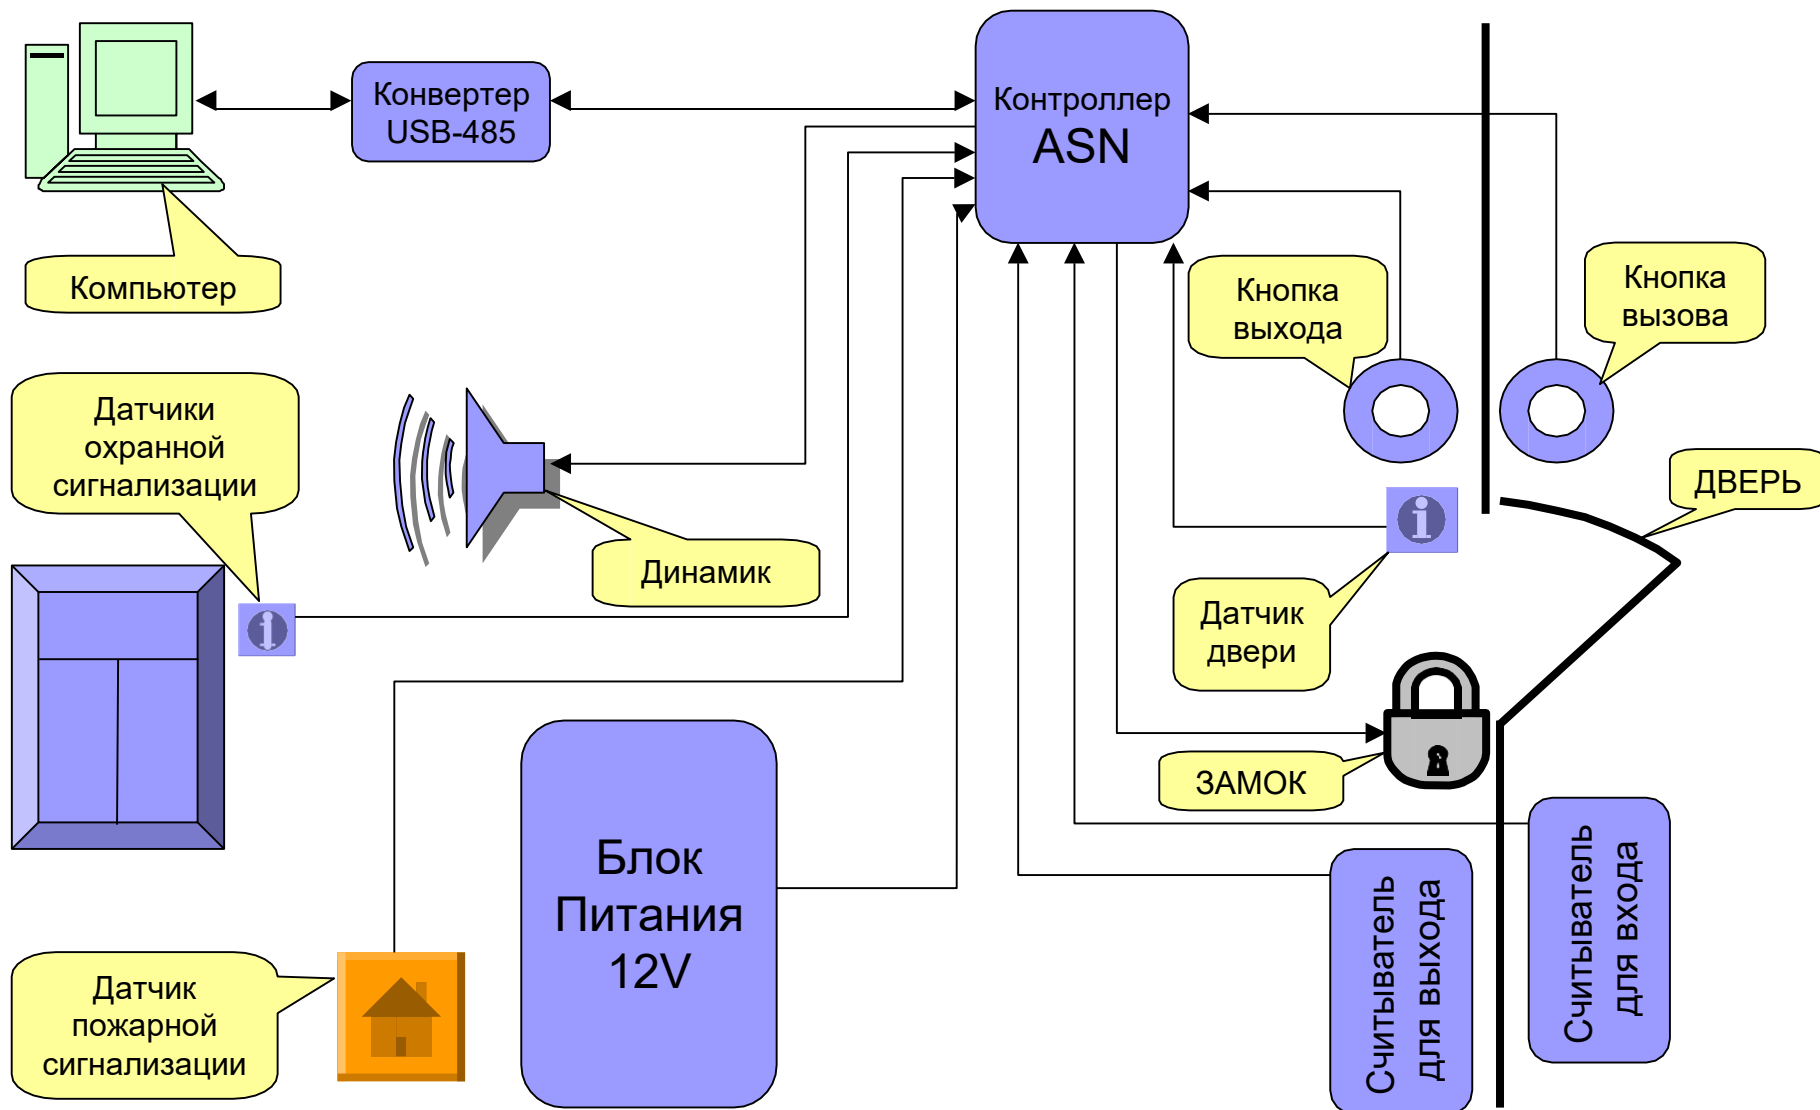 Конвертер
USB-485
Контроллер
ASN
Компьютер
Кнопка
выхода
Кнопка
вызова
Датчики
охранной
сигнализации
ДВЕРЬ
Динамик
Датчик
двери
ЗАМОК
Блок
Питания
12V
Считыватель
для выхода
Считыватель
для входа
Датчик
пожарной
сигнализации